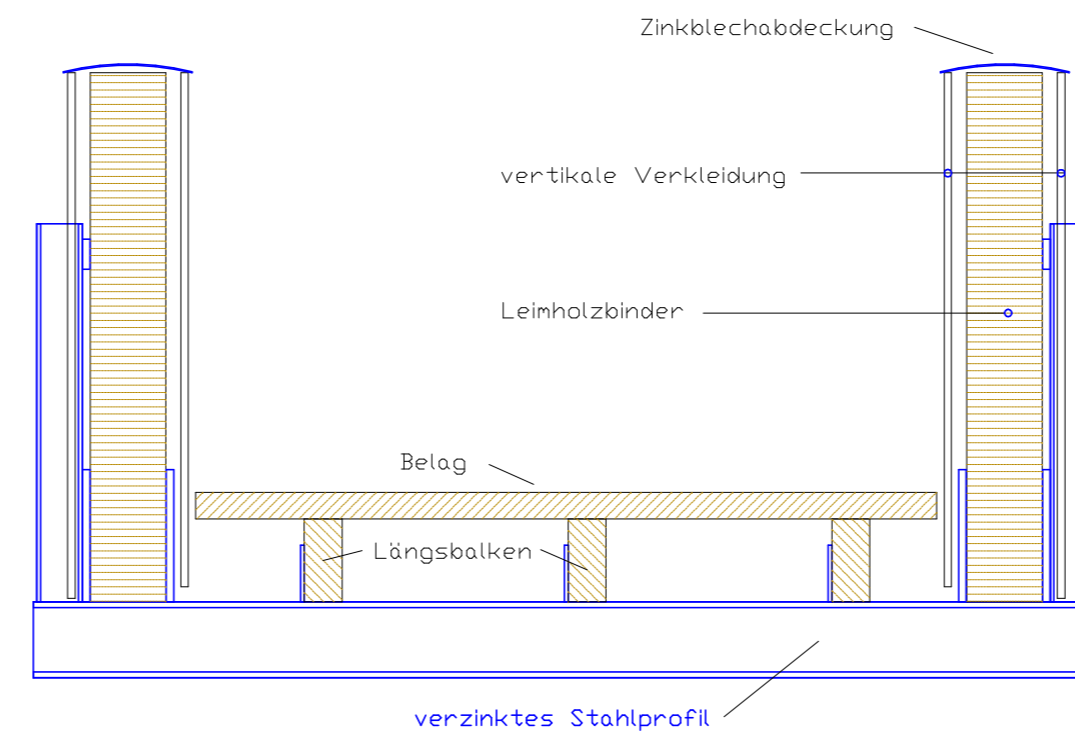 Zinkblechabdeckung
vertikale Verkleidung
Leimholzbinder
Belag
Längsbalken
verzinktes Stahlprofil